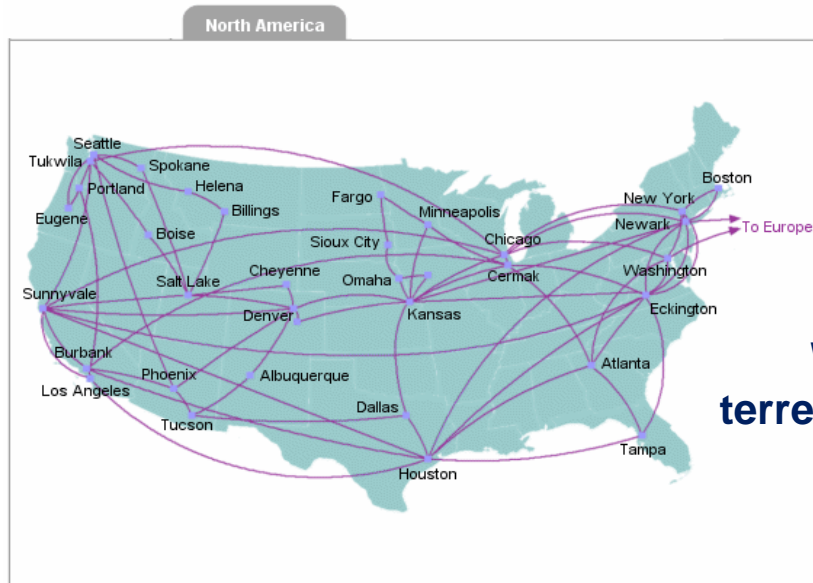 North America
Seattle
Tukwila
Spokane
Portland
Helena
Eugene
Billings
Boise
Fargo
Minneapolis
Boston
New York
Newark
To Europe
Sioux City
Chicago
Cheyenne
Salt Lake
Omaha
Cermak
Washington
Sunnyvale
Denver
Kansas
Eckington
Burbank
Los Angeles
Phoenix
Albuquerque
Atlanta
Tucson
Dallas
terre
Houston
Tampa